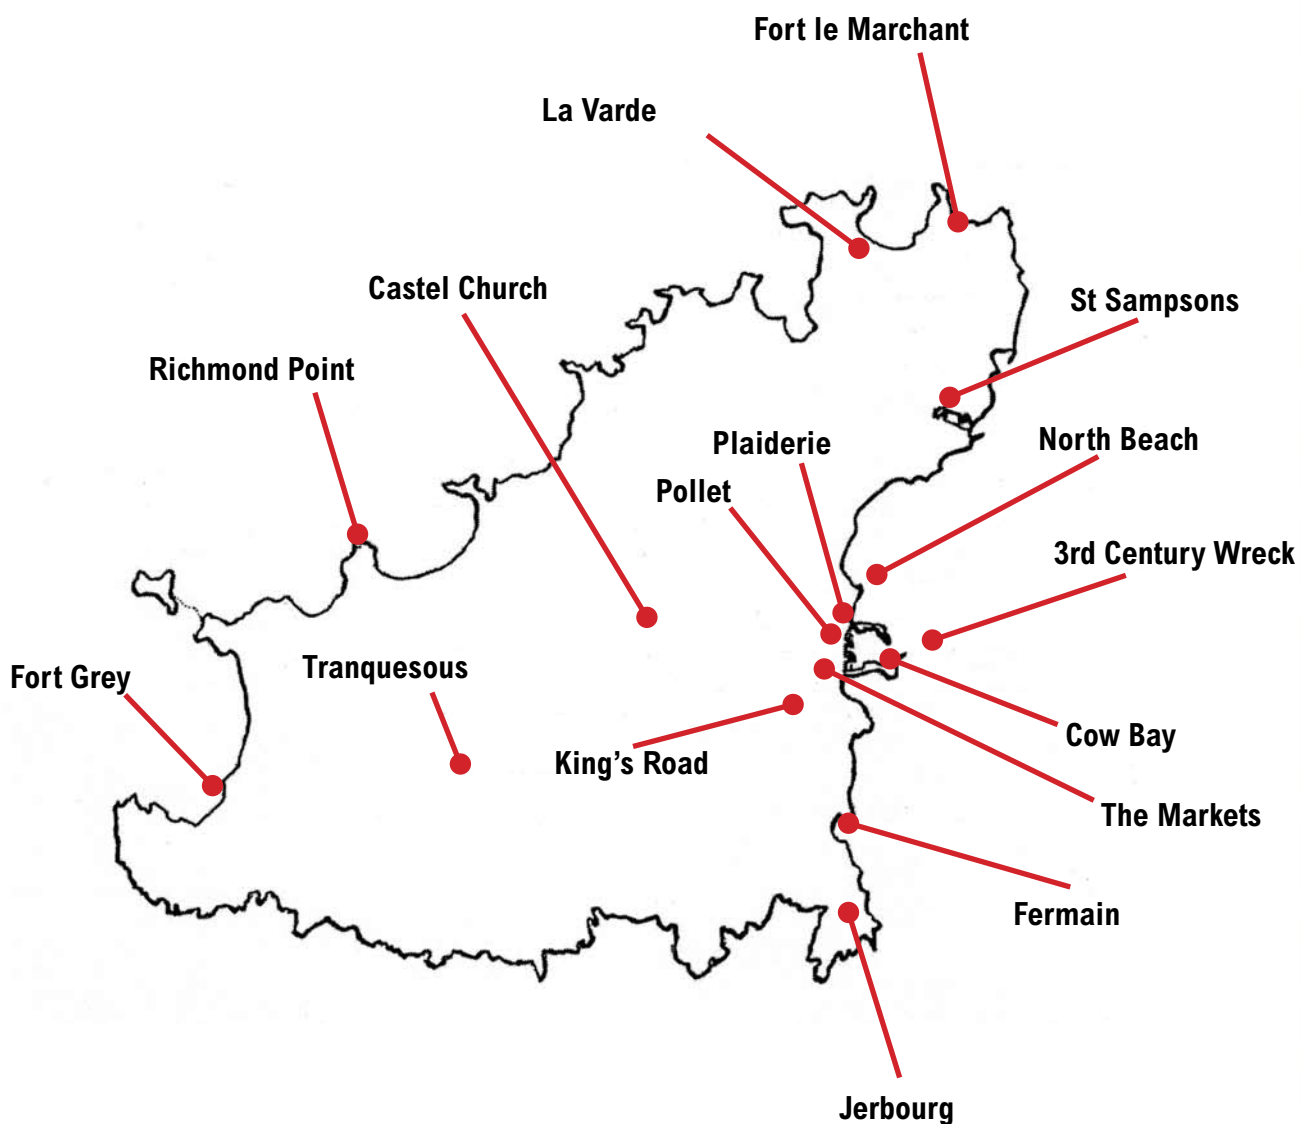 Fort le Marchant
La Varde
Castel Church
St Sampsons
Richmond Point
Plaiderie
North Beach
Pollet
3rd Century Wreck
Tranquesous
Fort Grey
King’s Road
Cow Bay
The Markets
Fermain
Jerbourg